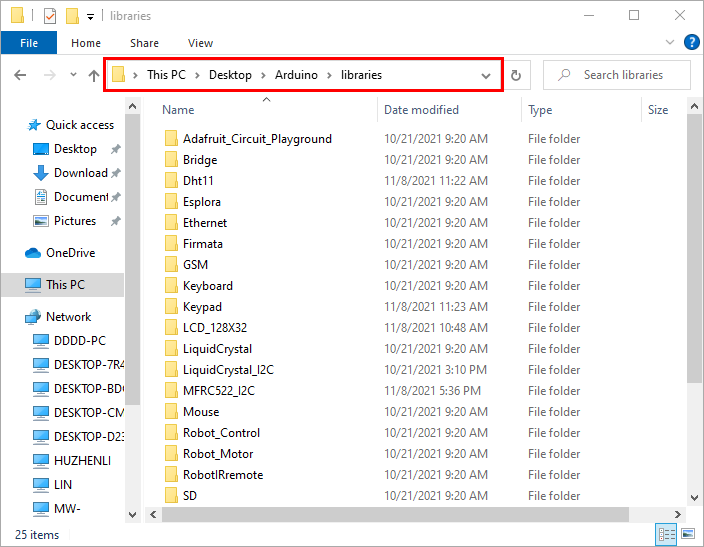 libraries
File Home Share View
This PC Desktop Arduino libraries Search libraries
Name Date modified Type Size
Quick access
Desktop
Download
Document
Pictures
OneDrive
This PC
Network
DDDD-PC
DESKTOP-7R4
DESKTOP-BD
DESKTOP-CM
DESKTOP-D23
HUZHENLI
LIN
MW-
Adafruit_Circuit_Playground 10/21/2021 9:20 AM File folder
Bridge 10/21/2021 9:20 AM File folder
Dht11 11/8/2021 11:22 AM File folder
Esplora 10/21/2021 9:20 AM File folder
Ethernet 10/21/2021 9:20 AM File folder
Firmata 10/21/2021 9:20 AM File folder
GSM 10/21/2021 9:20 AM File folder
Keyboard 10/21/2021 9:20 AM File folder
Keypad 11/8/2021 11:23 AM File folder
LCD_128X32 11/8/2021 10:48 AM File folder
LiquidCrystal 10/21/2021 9:20 AM File folder
LiquidCrystal_I2C 10/21/2021 3:10 PM File folder
MFRC522_I2C 11/8/2021 5:36 PM File folder
Mouse 10/21/2021 9:20 AM File folder
Robot_Control 10/21/2021 9:20 AM File folder
Robot_Motor 10/21/2021 9:20 AM File folder
RobotIRremote 10/21/2021 9:20 AM File folder
SD 10/21/2021 9:20 AM File folder
25 items